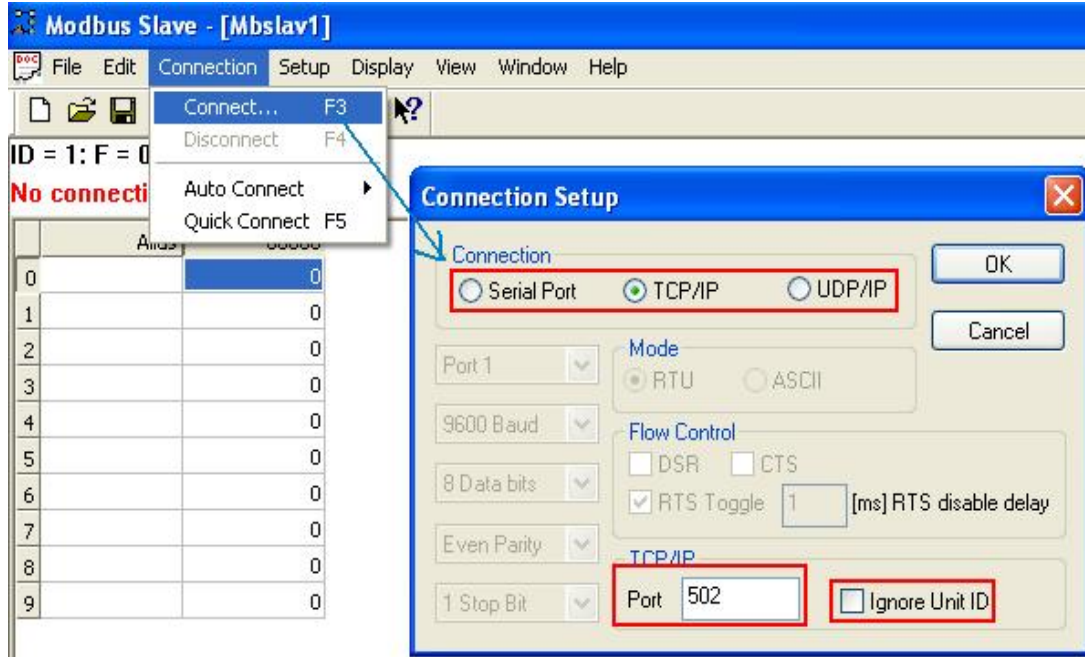 Modbus Slave - [Mbslav1]
DOC File Edit Connection Setup Display View Window Help
Connect... F3
Disconnect F4
Auto Connect
Quick Connect F5
ID = 1: F = 0
No connecti
Alias 00000
0 0
1 0
2 0
3 0
4 0
5 0
6 0
7 0
8 0
9 0
Connection Setup
Connection
Serial Port TCP/IP UDP/IP
OK
Cancel
Port 1
9600 Baud
8 Data bits
Even Parity
1 Stop Bit
Mode
RTU ASCII
Flow Control
DSR CTS
RTS Toggle 1 [ms] RTS disable delay
TCP/IP
Port 502 Ignore Unit ID